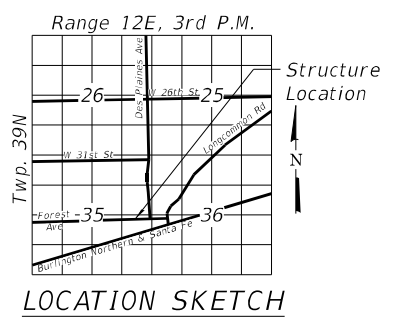 Range 12E, 3rd P.M.
Des Plaines Ave
Structure
Location
26
W 26th St
25
Longcommon Rd
Twp. 39N
N
W 31st St
Forest
Ave
35
36
Burlington Northern & Santa Fe
LOCATION SKETCH